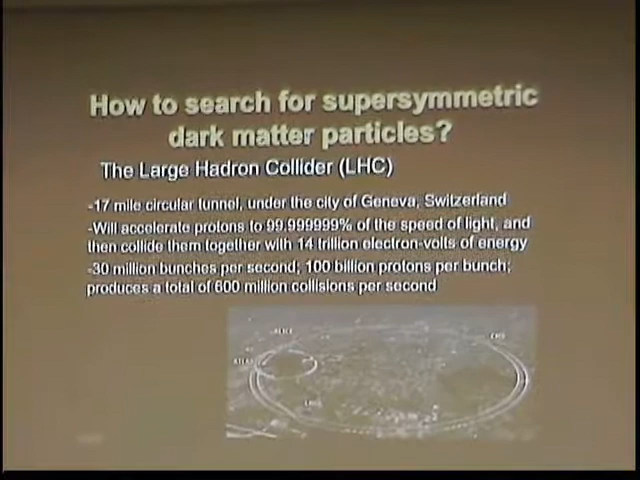 How to search for supersymmetric
dark matter particles?
The Large Hadron Collider (LHC)
-17 mile circular tunnel, under the city of Geneva, Switzerland
-Will accelerate protons to 99.999999% of the speed of light, and
then collide them together with 14 trillion electron-volts of energy
-30 million bunches per second; 100 billion protons per bunch;
produces a total of 600 million collisions per second
ALICE
CMS
ATLAS